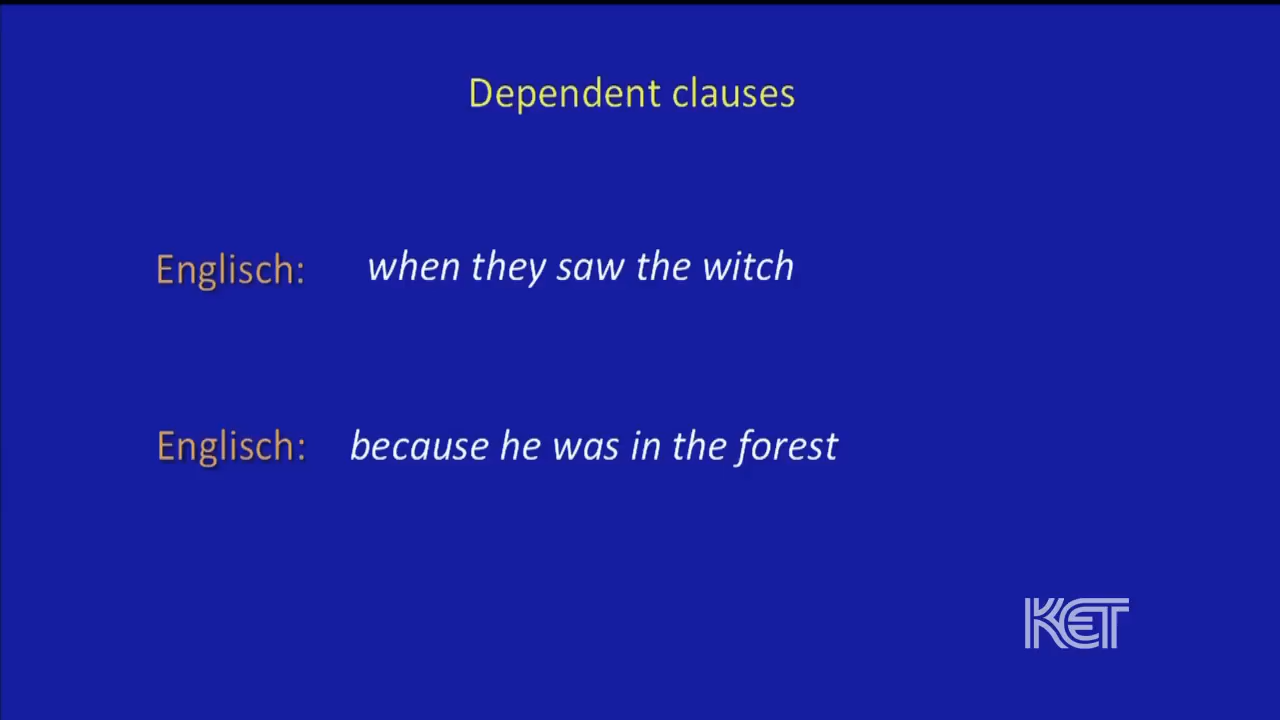 Dependent clauses
Englisch: when they saw the witch
Englisch: because he was in the forest
KET